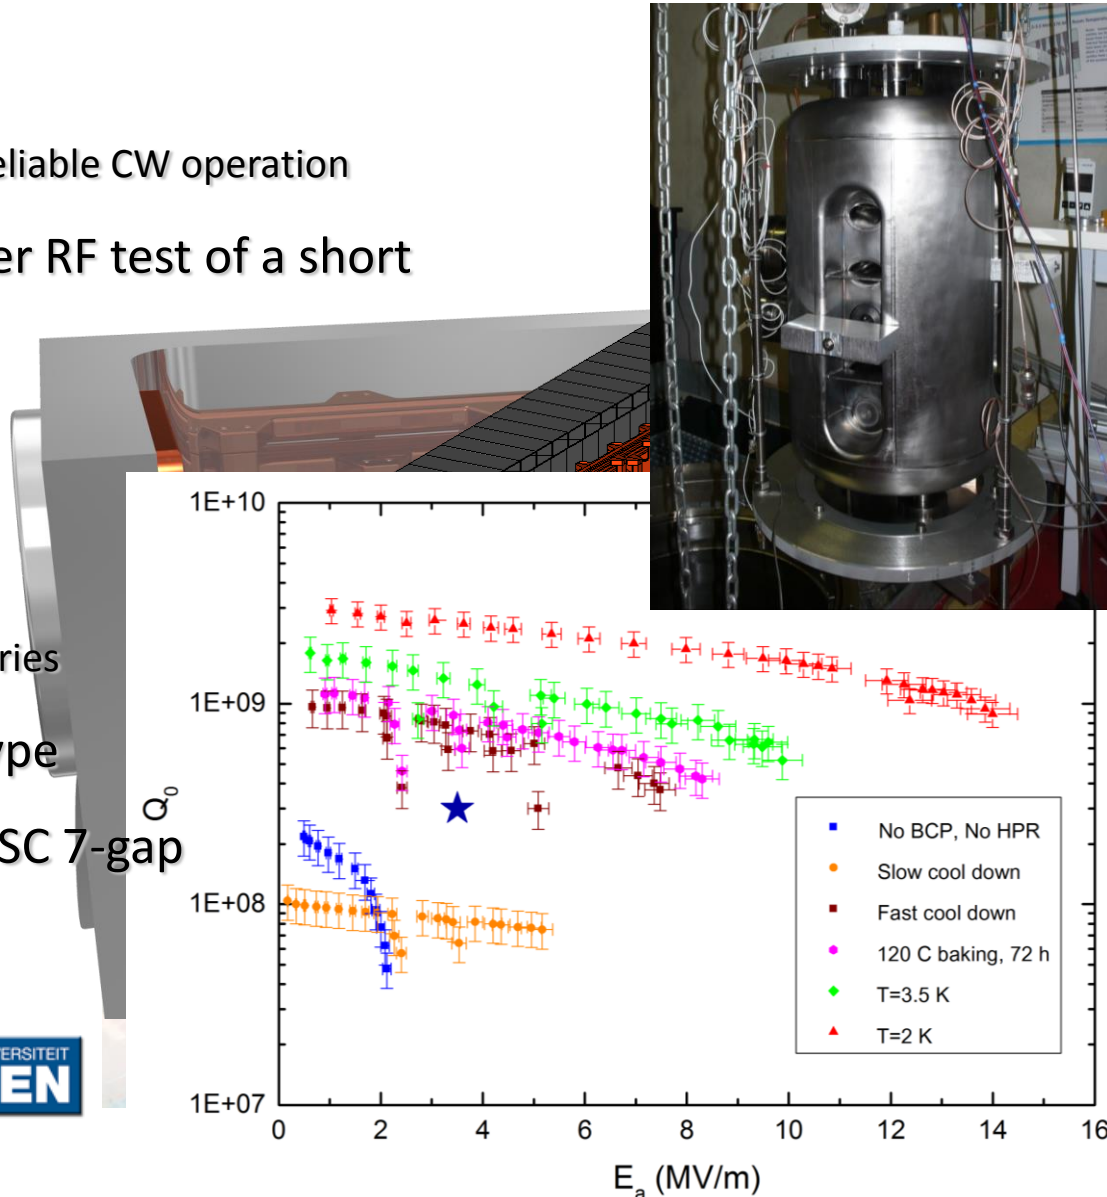 eliable CW operation
er RF test of a short
ries
ype
SC 7-gap
ERSITEIT
EN
1E+10
1E+09
1E+08
1E+07
Q0
0 2 4 6 8 10 12 14 16
Ea (MV/m)
No BCP, No HPR
Slow cool down
Fast cool down
120 C baking, 72 h
T=3.5 K
T=2 K